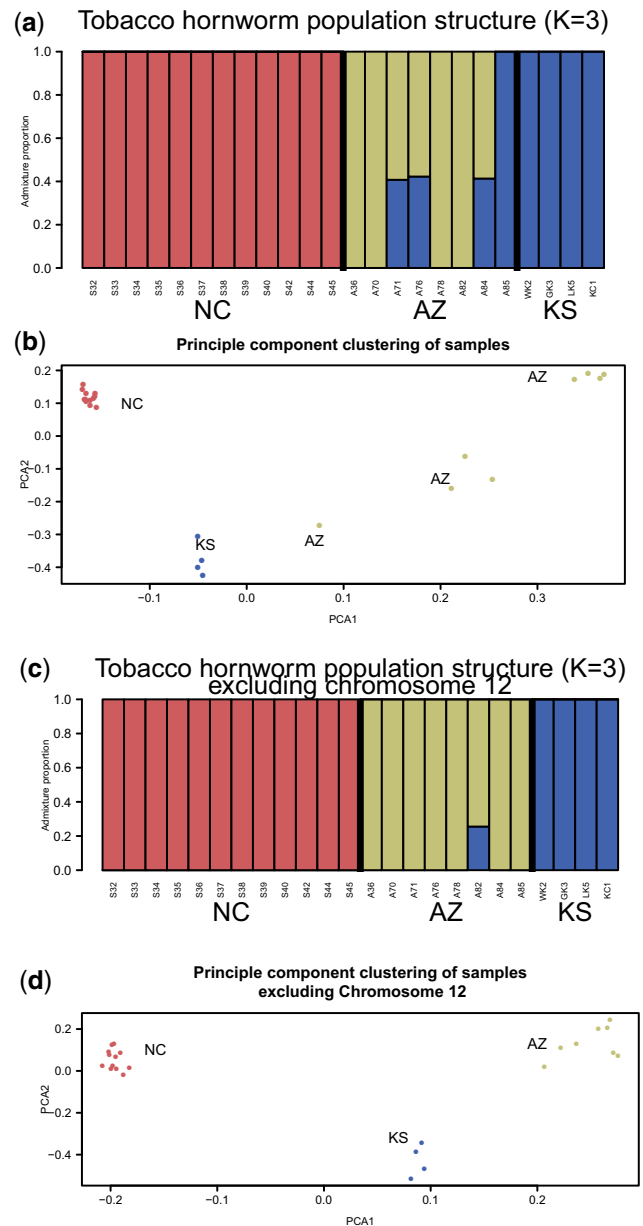 (a) Tobacco hornworm population structure (K=3)
Admixture proportion
1.0
0.8
0.6
0.4
0.2
0.0
S32 S33 S34 S35 S36 S37 S38 S39 S40 S42 S44 S45 A36 A70 A71 A76 A78 A82 A84 A85 WK2 GK3 LK5 KC1
NC AZ KS
(b) Principle component clustering of samples
PCA2
0.2
0.1
0.0
−0.1
−0.2
−0.3
−0.4
NC
AZ
AZ
AZ
KS
−0.1 0.0 0.1 0.2 0.3
PCA1
(c) Tobacco hornworm population structure (K=3)
excluding chromosome 12
Admixture proportion
1.0
0.8
0.6
0.4
0.2
0.0
S32 S33 S34 S35 S36 S37 S38 S39 S40 S42 S44 S45 A36 A70 A71 A76 A78 A82 A84 A85 WK2 GK3 LK5 KC1
NC AZ KS
(d) Principle component clustering of samples
excluding Chromosome 12
PCA2
0.2
0.0
−0.2
−0.4
NC
AZ
KS
−0.2 −0.1 0.0 0.1 0.2
PCA1